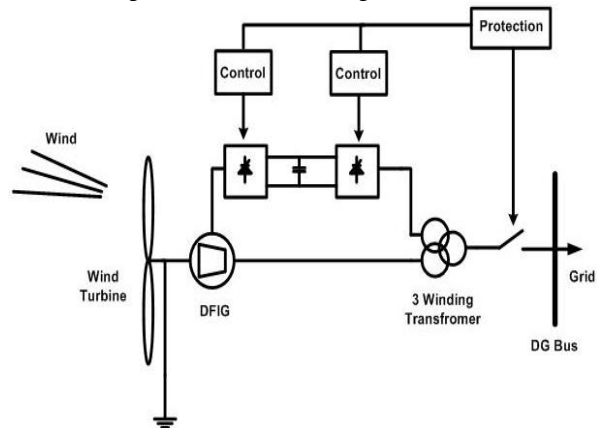 Protection
Control
Control
Wind
Wind
Turbine
DFIG
3 Winding
Transfromer
Grid
DG Bus